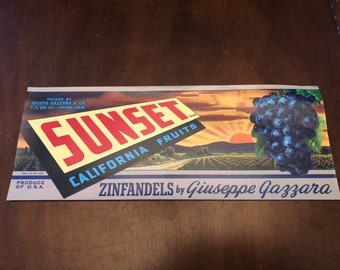 PACKED BY
JOSEPH GAZZARA & CO.
SUNSET
CALIFORNIA FRUITS
PRODUCE
OF U.S.A.
ZINFANDELS by Giuseppe Gazzara